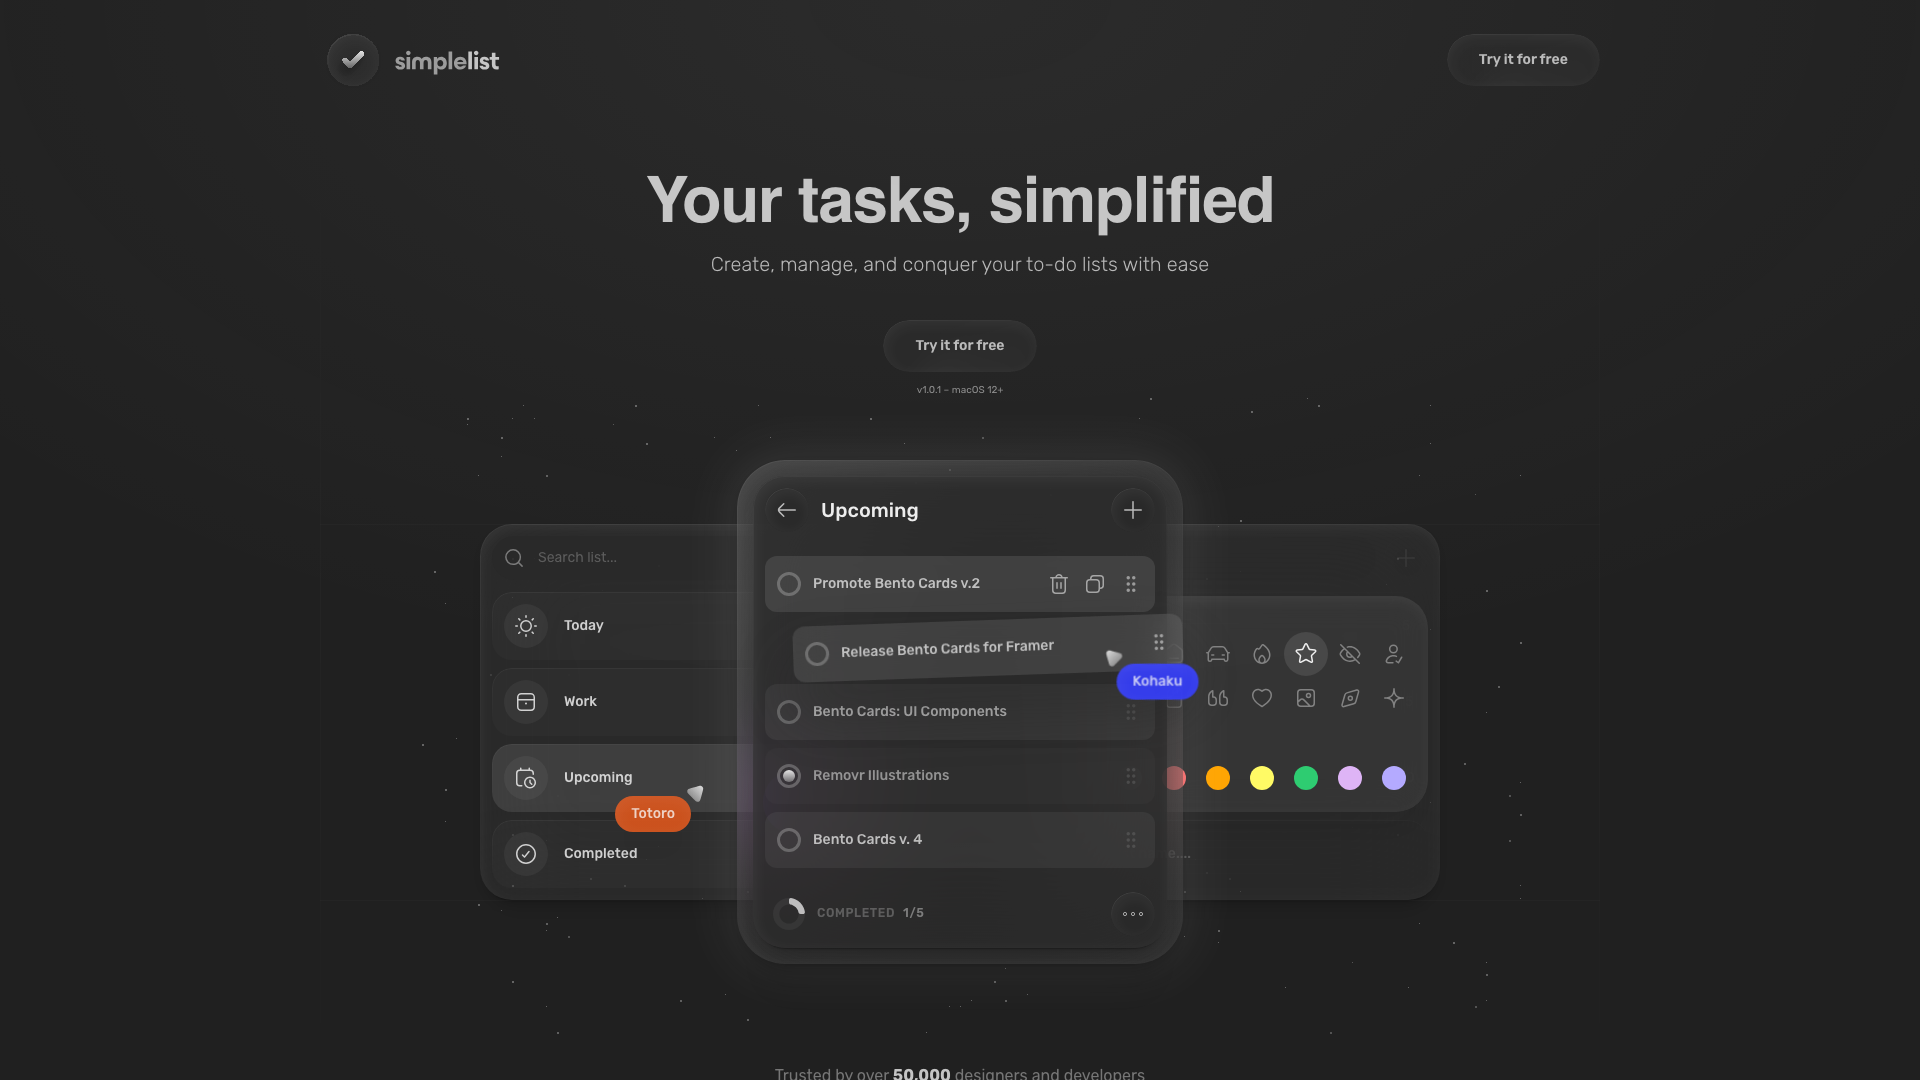 simplelist
Try it for free
Your tasks, simplified
Create, manage, and conquer your to-do lists with ease
Try it for free
v1.0.1 – macOS 12+
Search list...
Today
Work
Upcoming
Totoro
Completed
Upcoming
Promote Bento Cards v.2
Release Bento Cards for Framer
Kohaku
Bento Cards: UI Components
Removr Illustrations
Bento Cards v. 4
COMPLETED 1/5
e....
Trusted by over 50,000 designers and developers